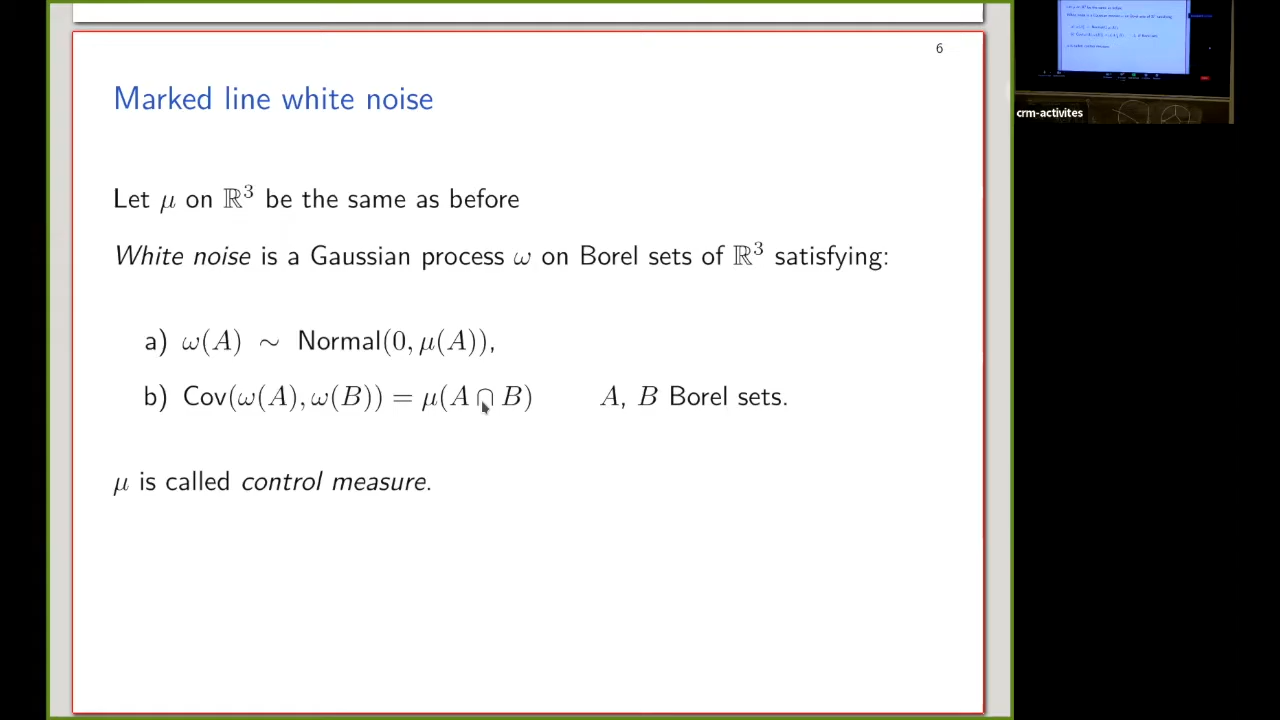 6
Marked line white noise
Let μ on ℝ³ be the same as before
White noise is a Gaussian process ω on Borel sets of ℝ³ satisfying:
a) ω(A) ∼ Normal(0, μ(A)),
b) Cov(ω(A), ω(B)) = μ(A ∩ B) A, B Borel sets.
μ is called control measure.
crm-activites